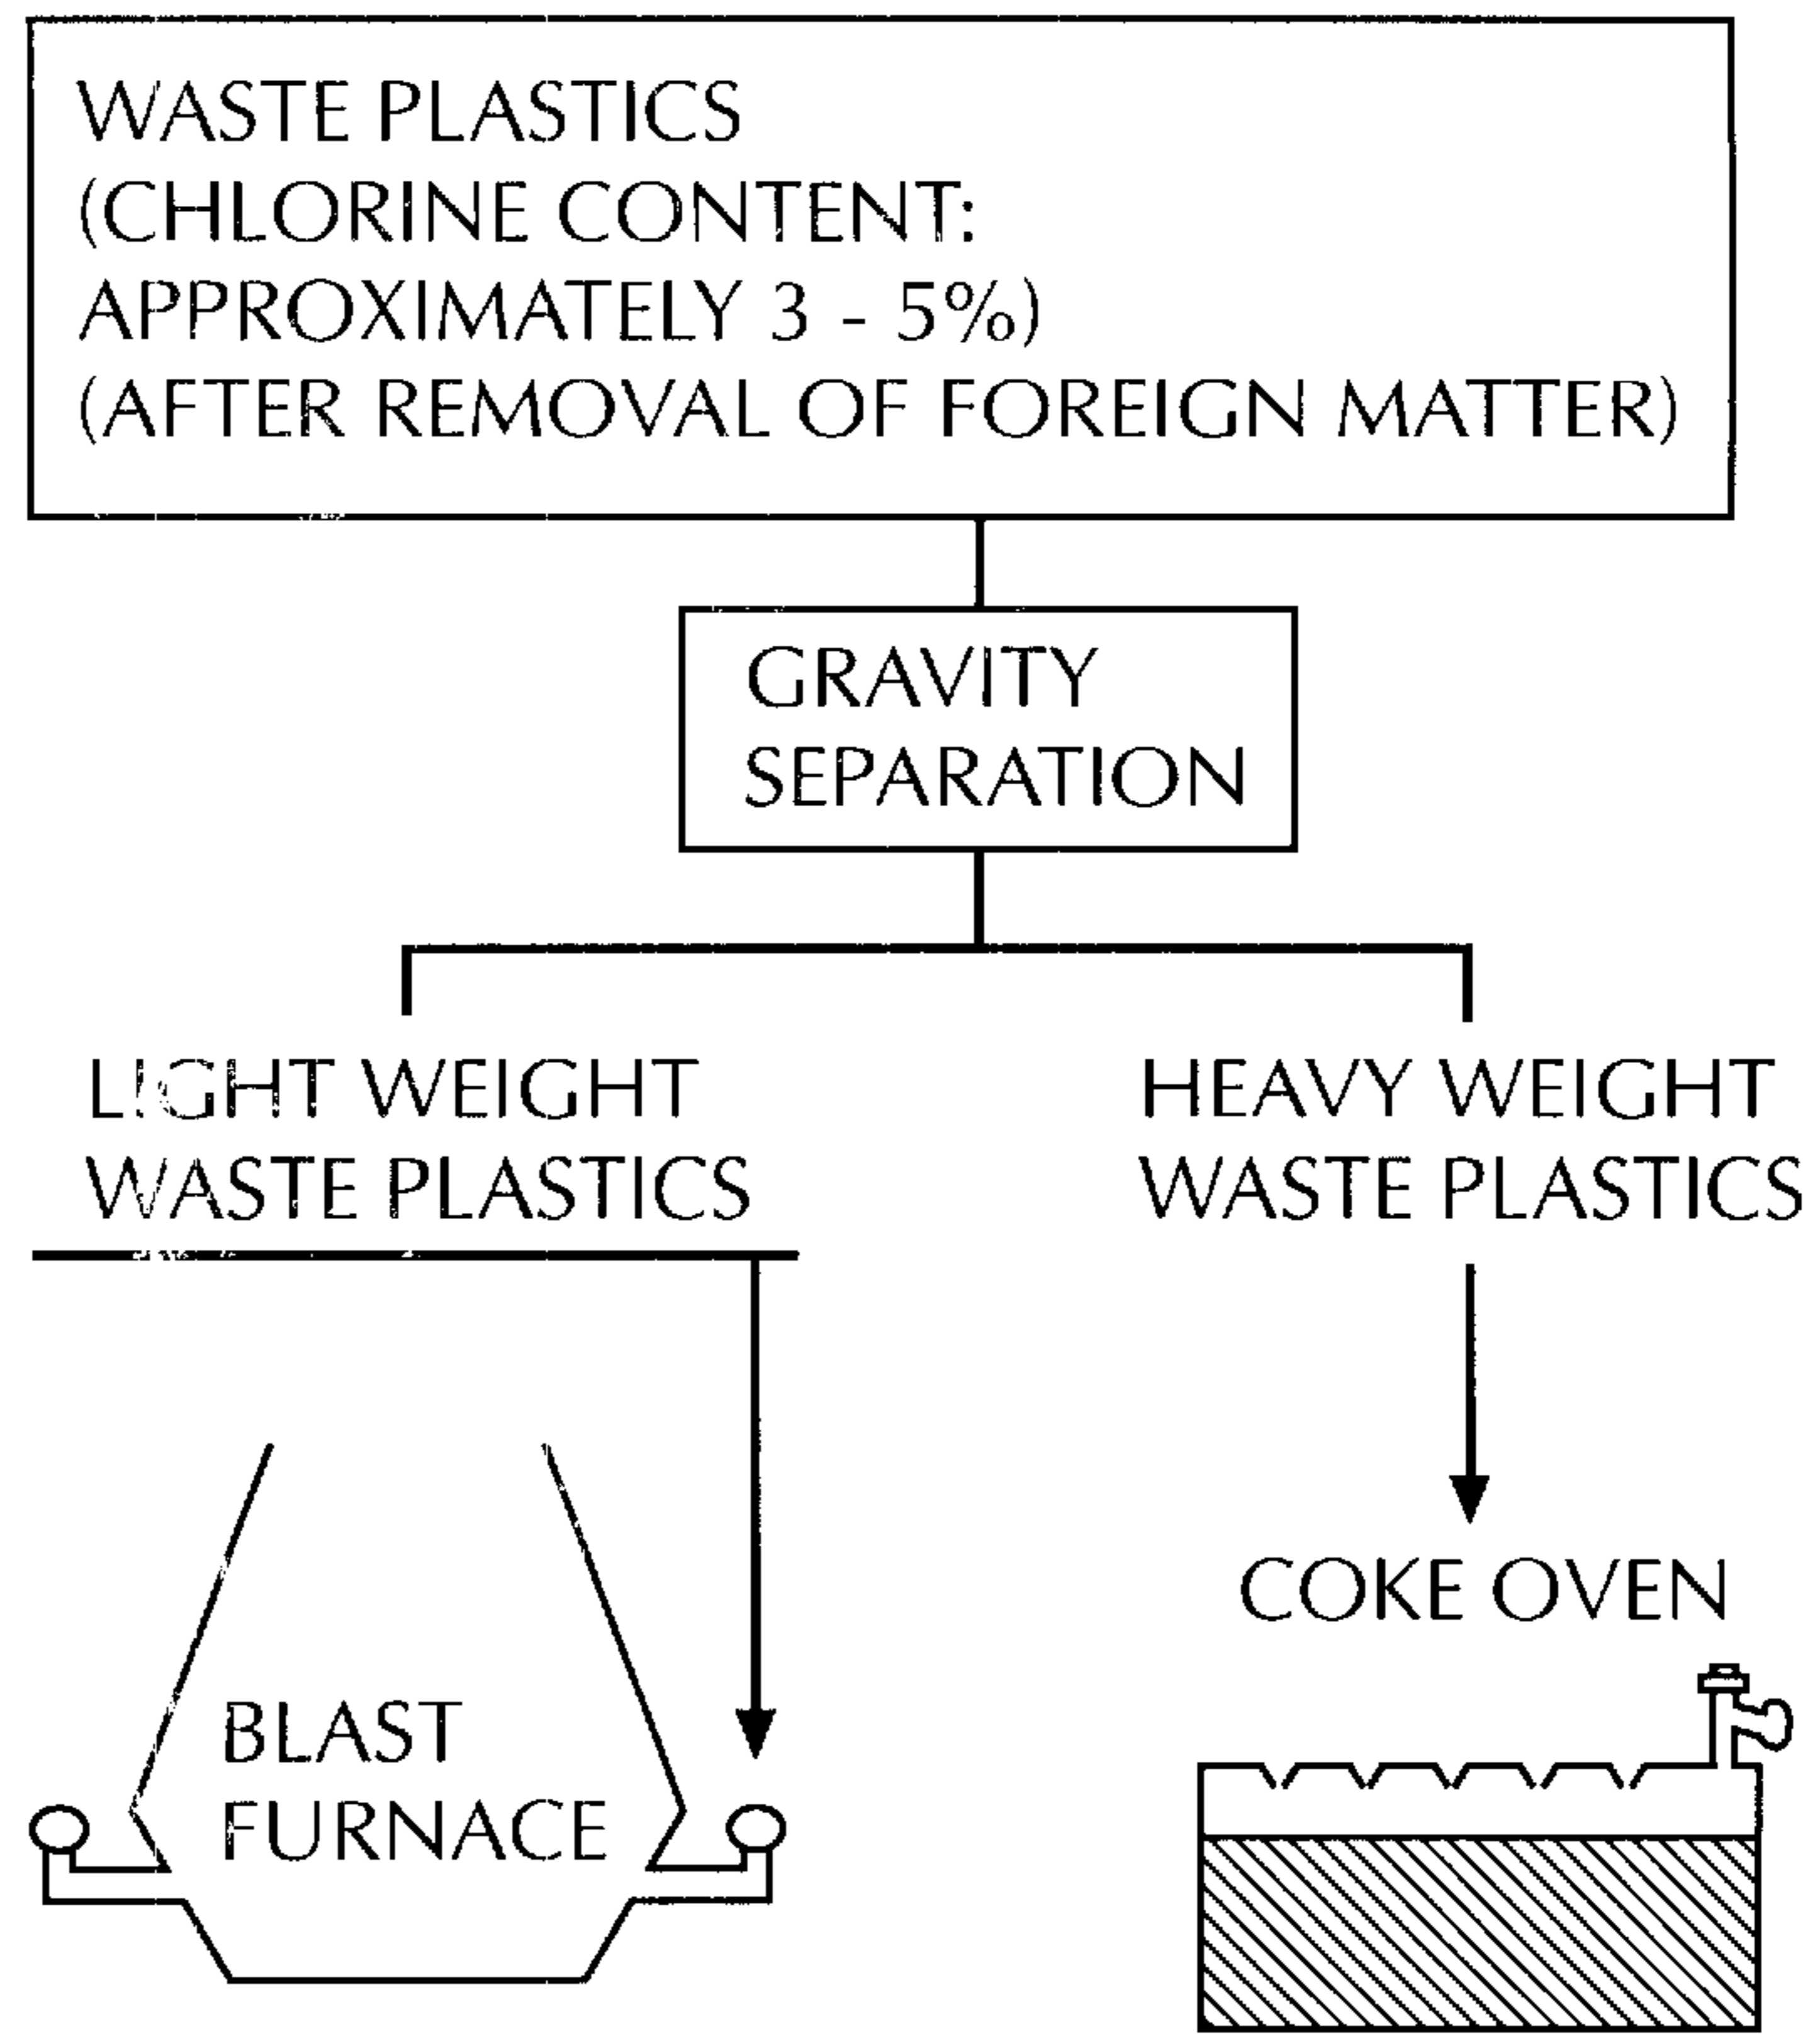 WASTE PLASTICS
(CHLORINE CONTENT:
APPROXIMATELY 3 - 5%)
(AFTER REMOVAL OF FOREIGN MATTER)
GRAVITY
SEPARATION
LIGHT WEIGHT
WASTE PLASTICS
HEAVY WEIGHT
WASTE PLASTICS
COKE OVEN
BLAST
FURNACE